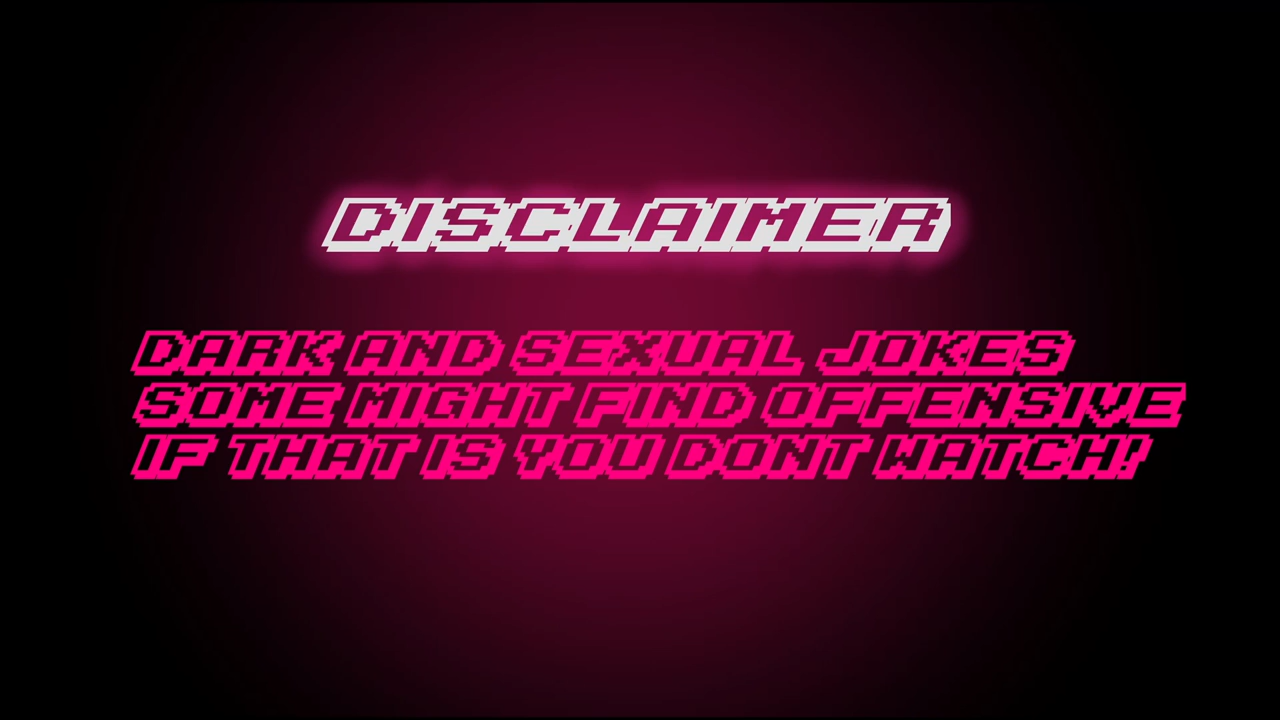 DISCLAIMER
DARK AND SEXUAL JOKES
SOME MIGHT FIND OFFENSIVE
IF THAT IS YOU DONT WATCH!